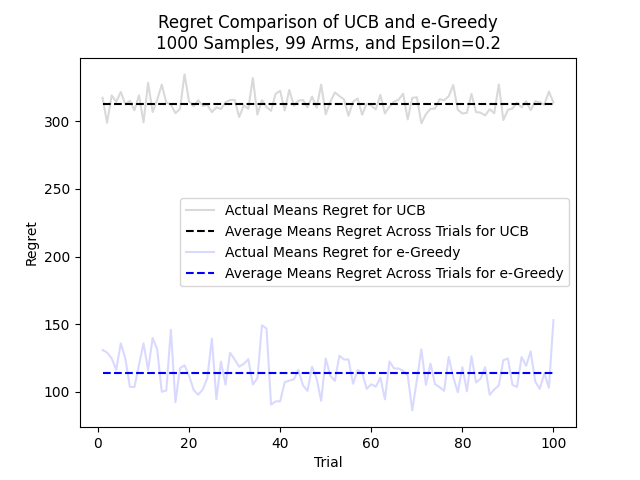 Regret Comparison of UCB and e-Greedy
1000 Samples, 99 Arms, and Epsilon=0.2
Regret
300
250
200
150
100
Actual Means Regret for UCB
Average Means Regret Across Trials for UCB
Actual Means Regret for e-Greedy
Average Means Regret Across Trials for e-Greedy
0
20
40
60
80
100
Trial